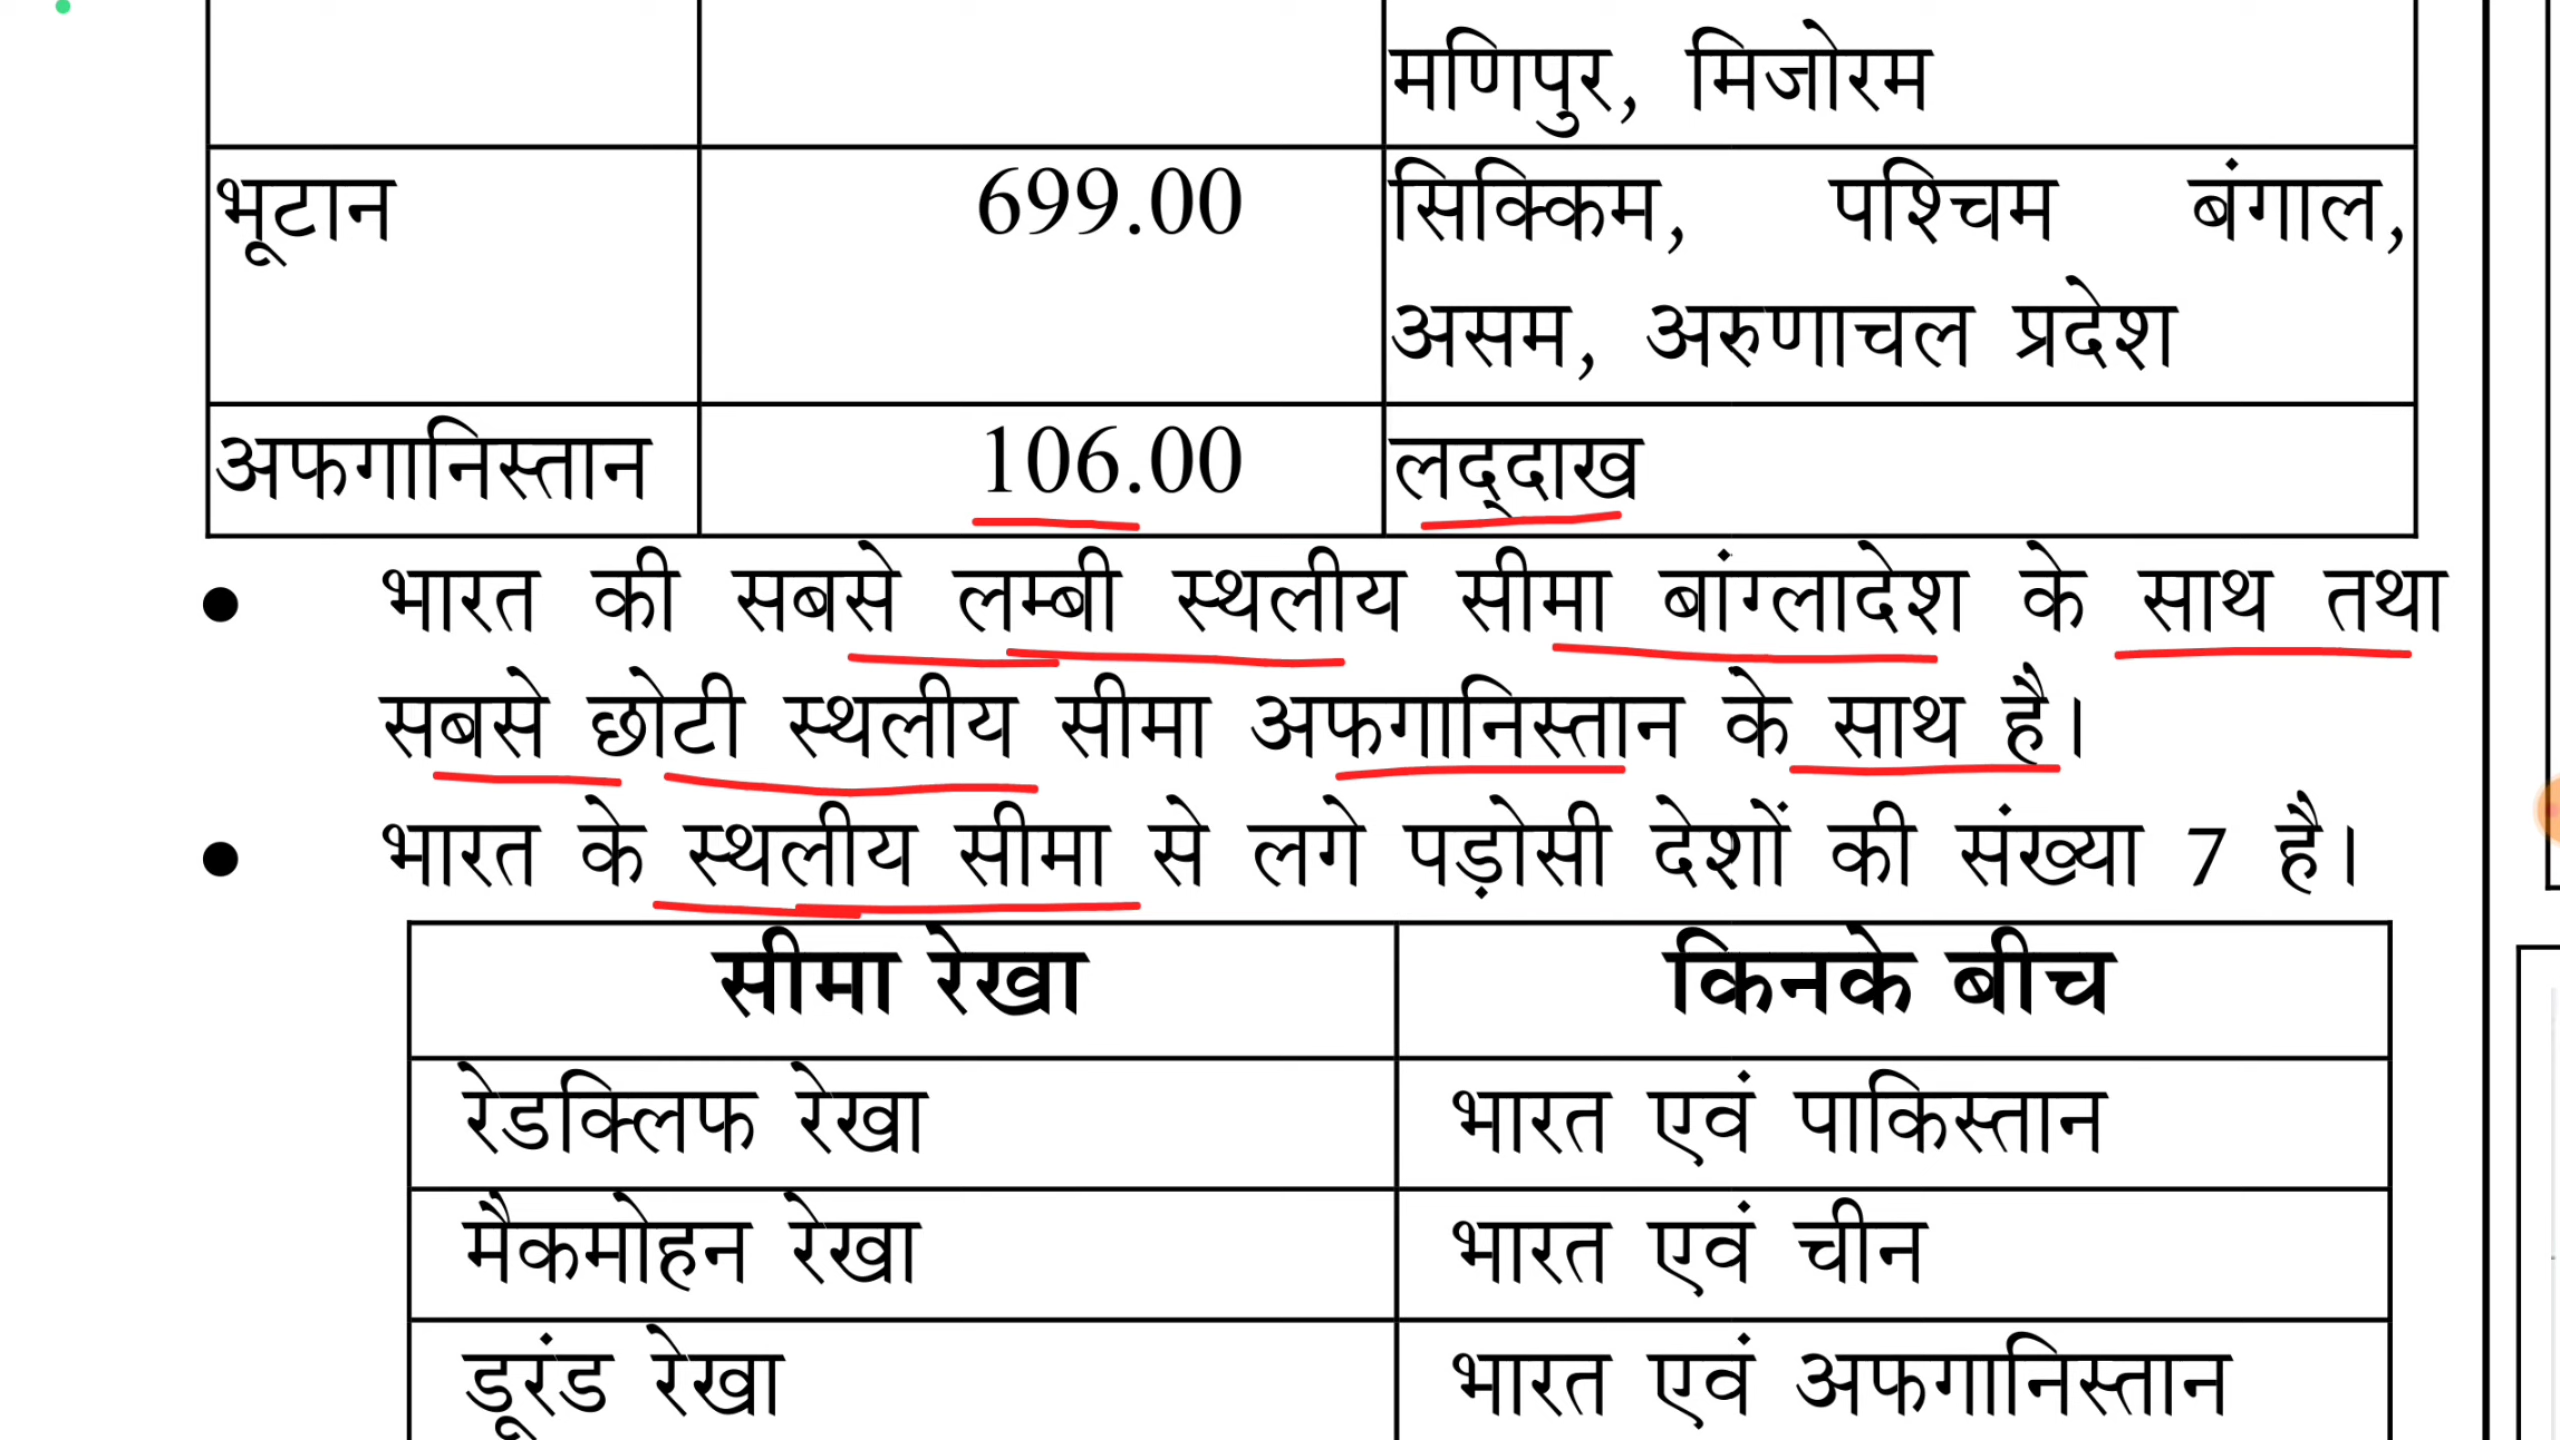 मणिपुर, मिजोरम
भूटान 699.00 सिक्किम, पश्चिम बंगाल,
असम, अरुणाचल प्रदेश
अफगानिस्तान 106.00 लद्दाख
● भारत की सबसे लम्बी स्थलीय सीमा बांग्लादेश के साथ तथा
सबसे छोटी स्थलीय सीमा अफगानिस्तान के साथ है।
● भारत के स्थलीय सीमा से लगे पड़ोसी देशों की संख्या 7 है।
सीमा रेखा किनके बीच
रेडक्लिफ रेखा भारत एवं पाकिस्तान
मैकमोहन रेखा भारत एवं चीन
डूरंड रेखा भारत एवं अफगानिस्तान